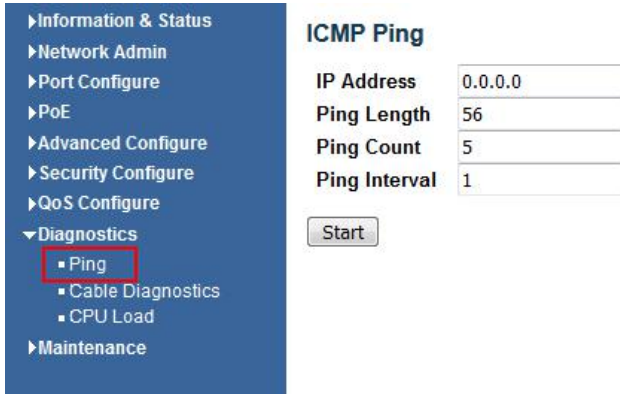 Information & Status
Network Admin
Port Configure
PoE
Advanced Configure
Security Configure
QoS Configure
Diagnostics
Ping
Cable Diagnostics
CPU Load
Maintenance
ICMP Ping
IP Address 0.0.0.0
Ping Length 56
Ping Count 5
Ping Interval 1
Start